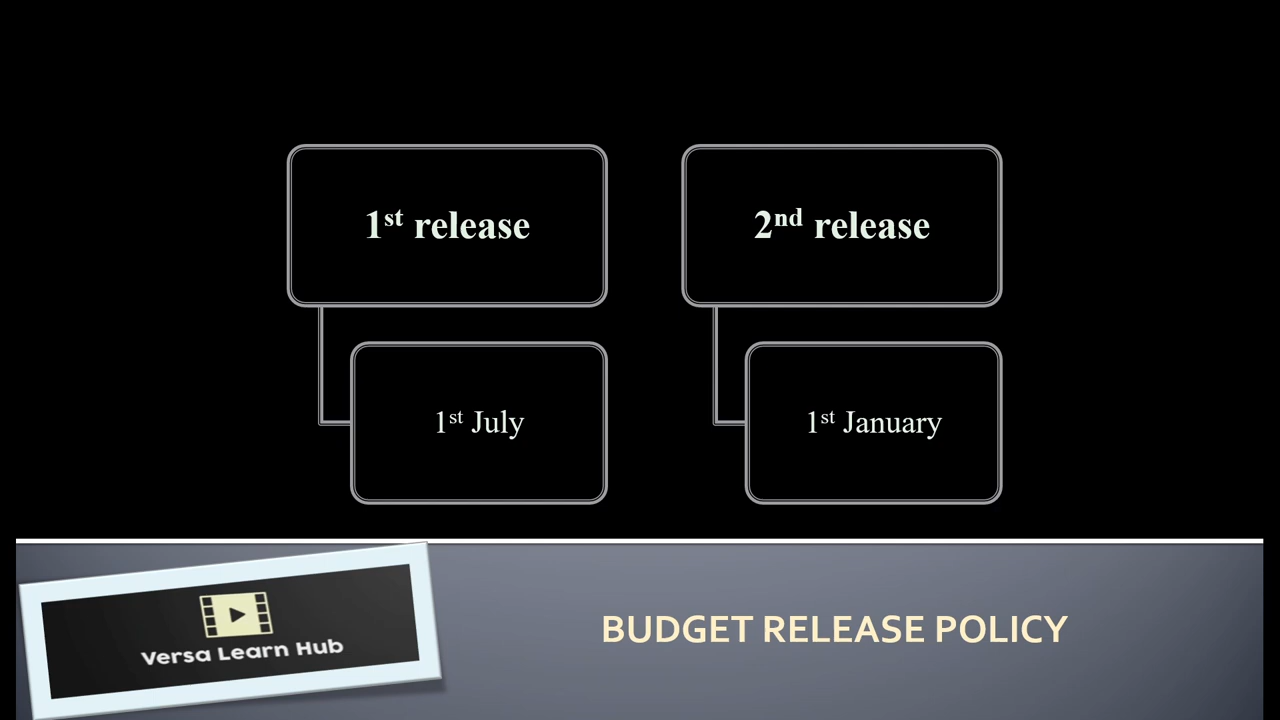 1st release
2nd release
1st July
1st January
Versa Learn Hub
BUDGET RELEASE POLICY